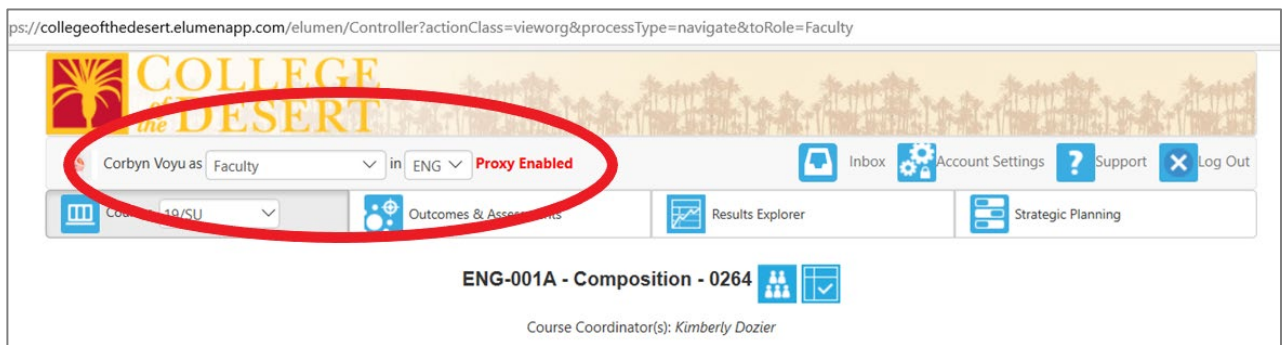 ps://collegeofthedesert.elumenapp.com/elumen/Controller?actionClass=vieworg&processType=navigate&toRole=Faculty
COLLEGE
of the DESERT
Corbyn Voyu as Faculty in ENG Proxy Enabled Inbox Account Settings Support Log Out
19/SU Outcomes & Assessments Results Explorer Strategic Planning
ENG-001A - Composition - 0264
Course Coordinator(s): Kimberly Dozier